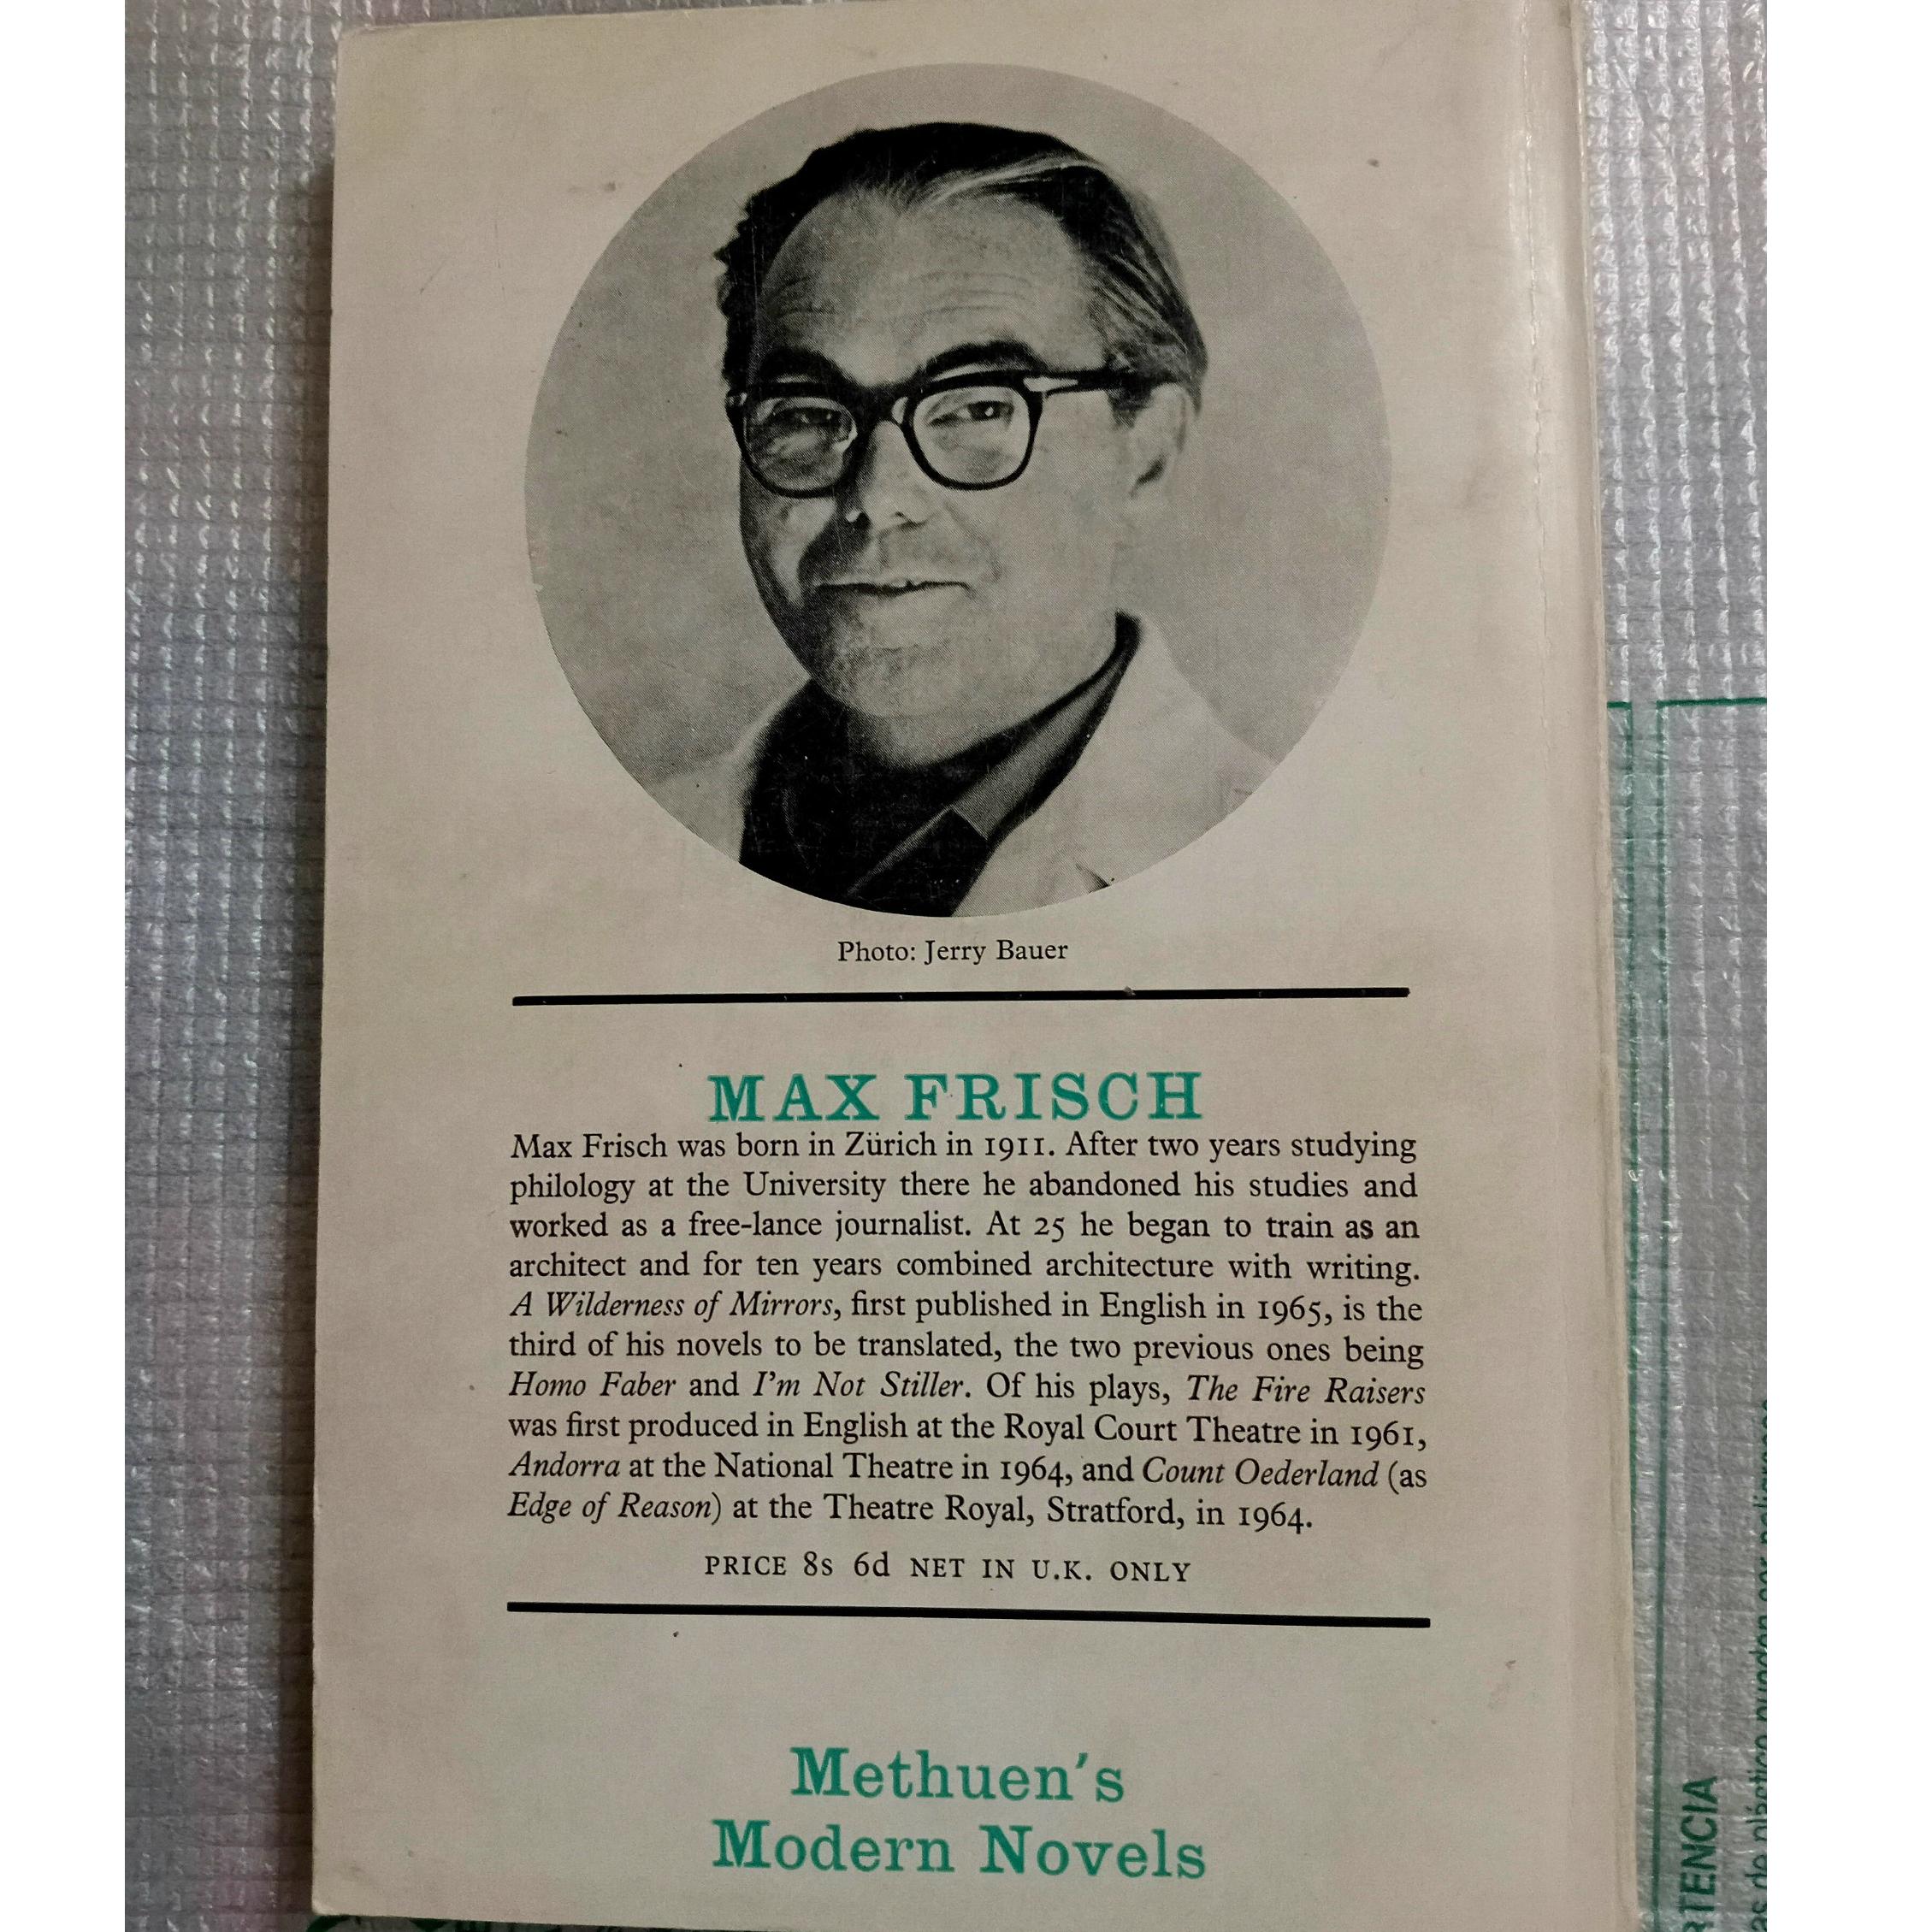 Photo: Jerry Bauer
MAX FRISCH
Max Frisch was born in Zürich in 1911. After two years studying
philology at the University there he abandoned his studies and
worked as a free-lance journalist. At 25 he began to train as an
architect and for ten years combined architecture with writing.
A Wilderness of Mirrors, first published in English in 1965, is the
third of his novels to be translated, the two previous ones being
Homo Faber and I'm Not Stiller. Of his plays, The Fire Raisers
was first produced in English at the Royal Court Theatre in 1961,
Andorra at the National Theatre in 1964, and Count Oederland (as
Edge of Reason) at the Theatre Royal, Stratford, in 1964.
PRICE 8s 6d NET IN U.K. ONLY
Methuen's
Modern Novels
RTENCIA
as de plástico pueden ser peligrosas